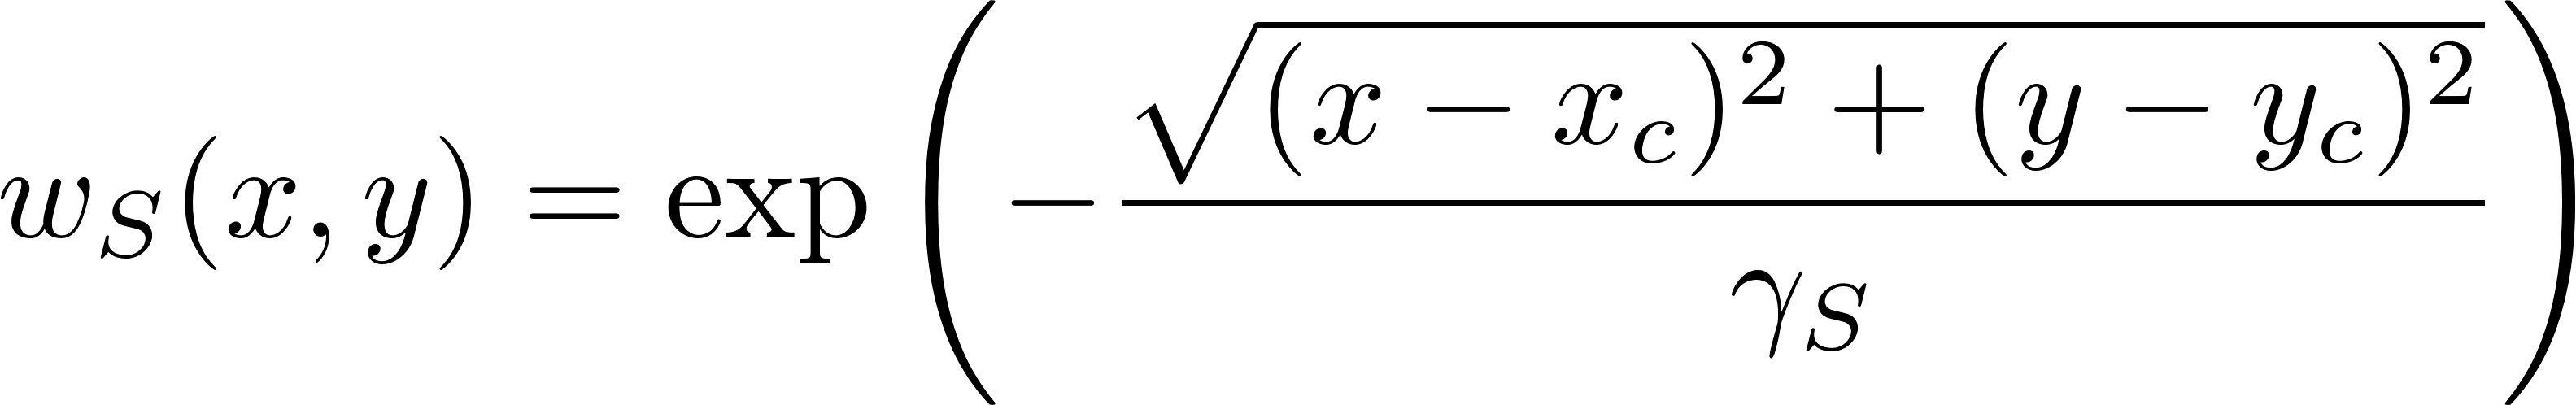 w_S(x, y) = \exp\left(-\frac{\sqrt{(x - x_c)^2 + (y - y_c)^2}}{\gamma_S}\right)